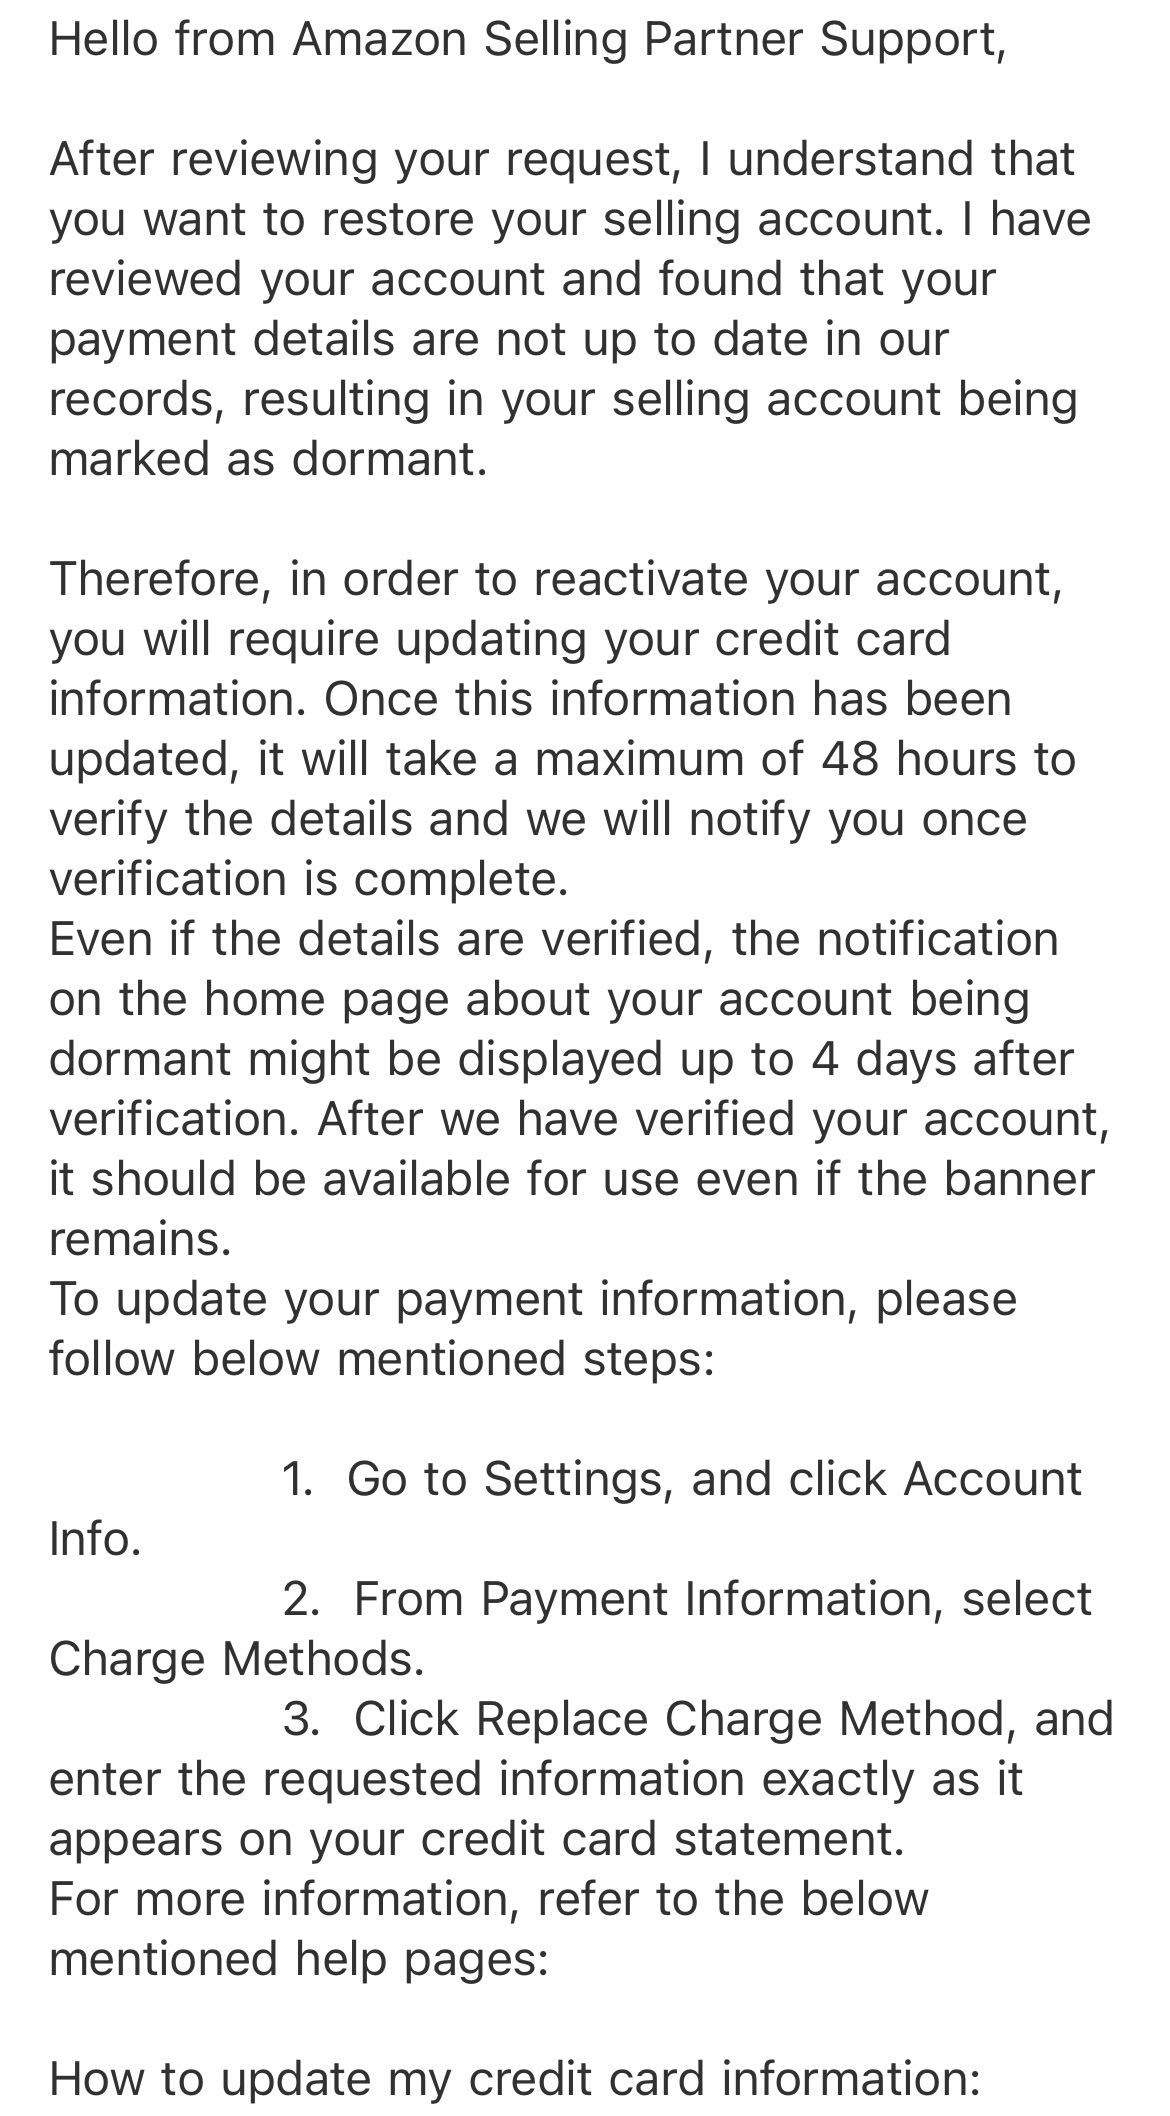 Hello from Amazon Selling Partner Support,
After reviewing your request, I understand that
you want to restore your selling account. I have
reviewed your account and found that your
payment details are not up to date in our
records, resulting in your selling account being
marked as dormant.
Therefore, in order to reactivate your account,
you will require updating your credit card
information. Once this information has been
updated, it will take a maximum of 48 hours to
verify the details and we will notify you once
verification is complete.
Even if the details are verified, the notification
on the home page about your account being
dormant might be displayed up to 4 days after
verification. After we have verified your account,
it should be available for use even if the banner
remains.
To update your payment information, please
follow below mentioned steps:
1. Go to Settings, and click Account
Info.
2. From Payment Information, select
Charge Methods.
3. Click Replace Charge Method, and
enter the requested information exactly as it
appears on your credit card statement.
For more information, refer to the below
mentioned help pages:
How to update my credit card information: